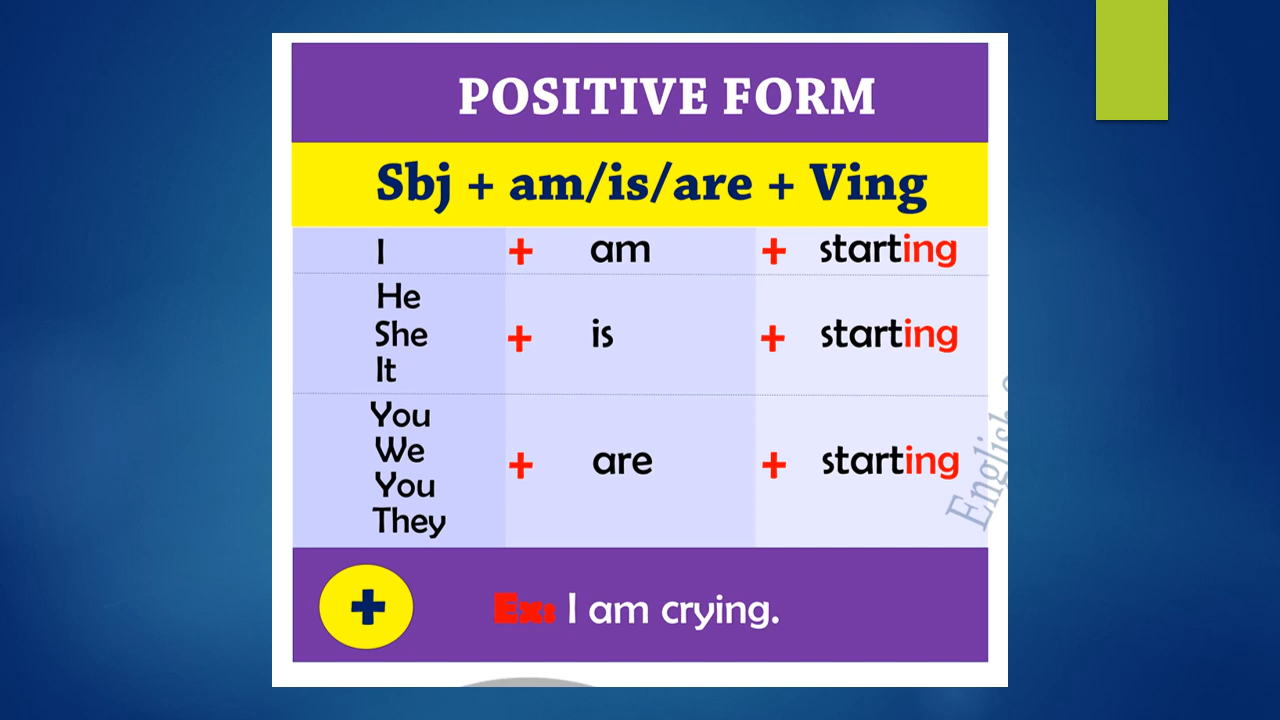 POSITIVE FORM
Sbj + am/is/are + Ving
I + am + starting
He
She + is + starting
It
You
We
+ are + starting
You
They
English
+ Ex: I am crying.